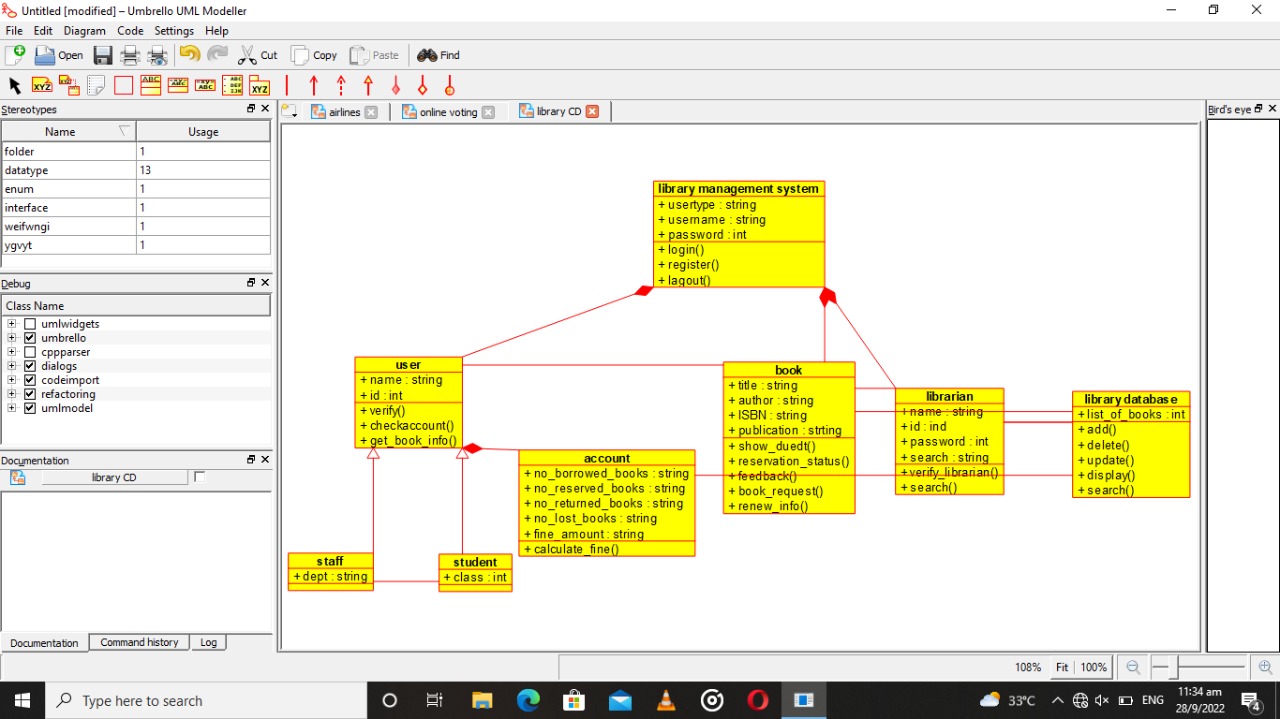 Untitled [modified] – Umbrello UML Modeller
File Edit Diagram Code Settings Help
Open Cut Copy Paste Find
XYZ ABC XYZ
Stereotypes
Name Usage
folder 1
datatype 13
enum 1
interface 1
weifwngi 1
ygvyt 1
Debug
Class Name
umlwidgets
umbrello
cppparser
dialogs
codeimport
refactoring
umlmodel
Documentation
library CD
Documentation Command history Log
airlines online voting library CD
Bird's eye
library management system
+ usertype : string
+ username : string
+ password : int
+ login()
+ register()
+ lagout()
user
+ name : string
+ id : int
+ verify()
+ checkaccount()
+ get_book_info()
book
+ title : string
+ author : string
+ ISBN : string
+ publication : strting
+ show_duedt()
+ reservation_status()
+ feedback()
+ book_request()
+ renew_info()
librarian
+ name : string
+ id : ind
+ password : int
+ search : string
+ verify_librarian()
+ search()
library database
+ list_of_books : int
+ add()
+ delete()
+ update()
+ display()
+ search()
account
+ no_borrowed_books : string
+ no_reserved_books : string
+ no_returned_books : string
+ no_lost_books : string
+ fine_amount : string
+ calculate_fine()
staff
+ dept : string
student
+ class : int
108% Fit 100%
Type here to search
33°C ENG
11:34 am
28/9/2022
4